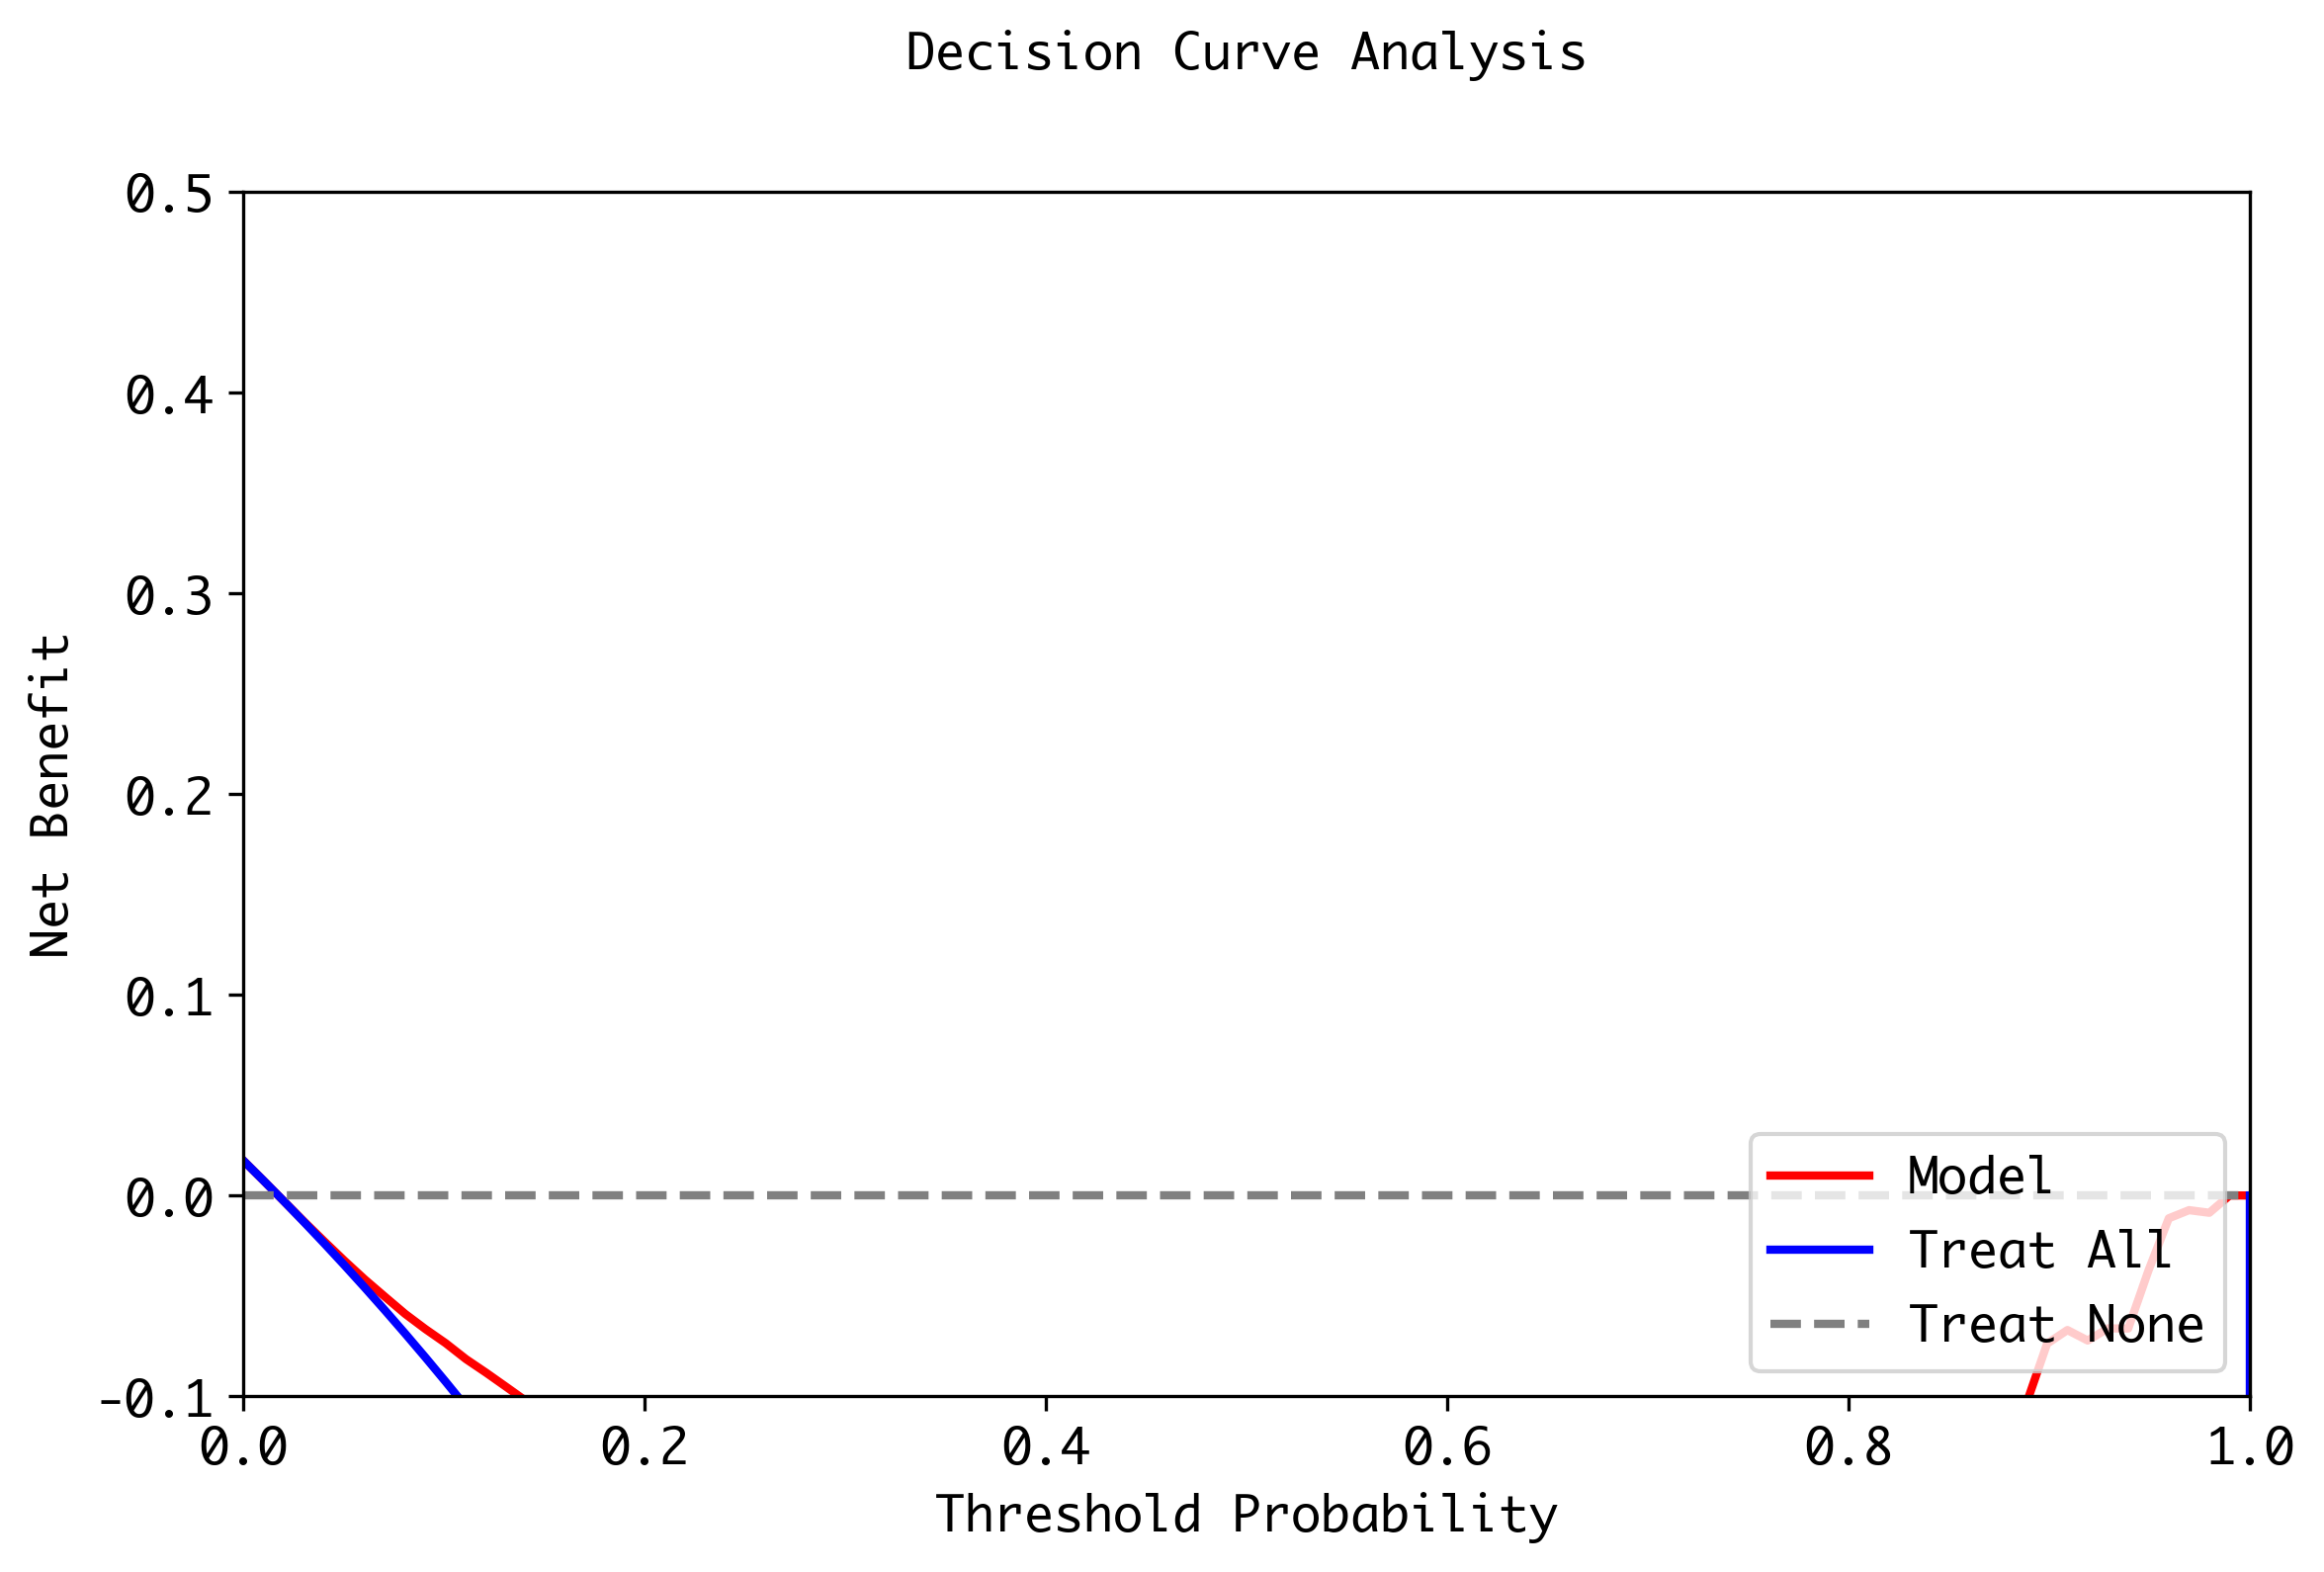 Decision Curve Analysis
0.5
0.4
0.3
0.2
0.1
0.0
-0.1
Net Benefit
Model
Treat All
Treat None
0.0 0.2 0.4 0.6 0.8 1.0
Threshold Probability